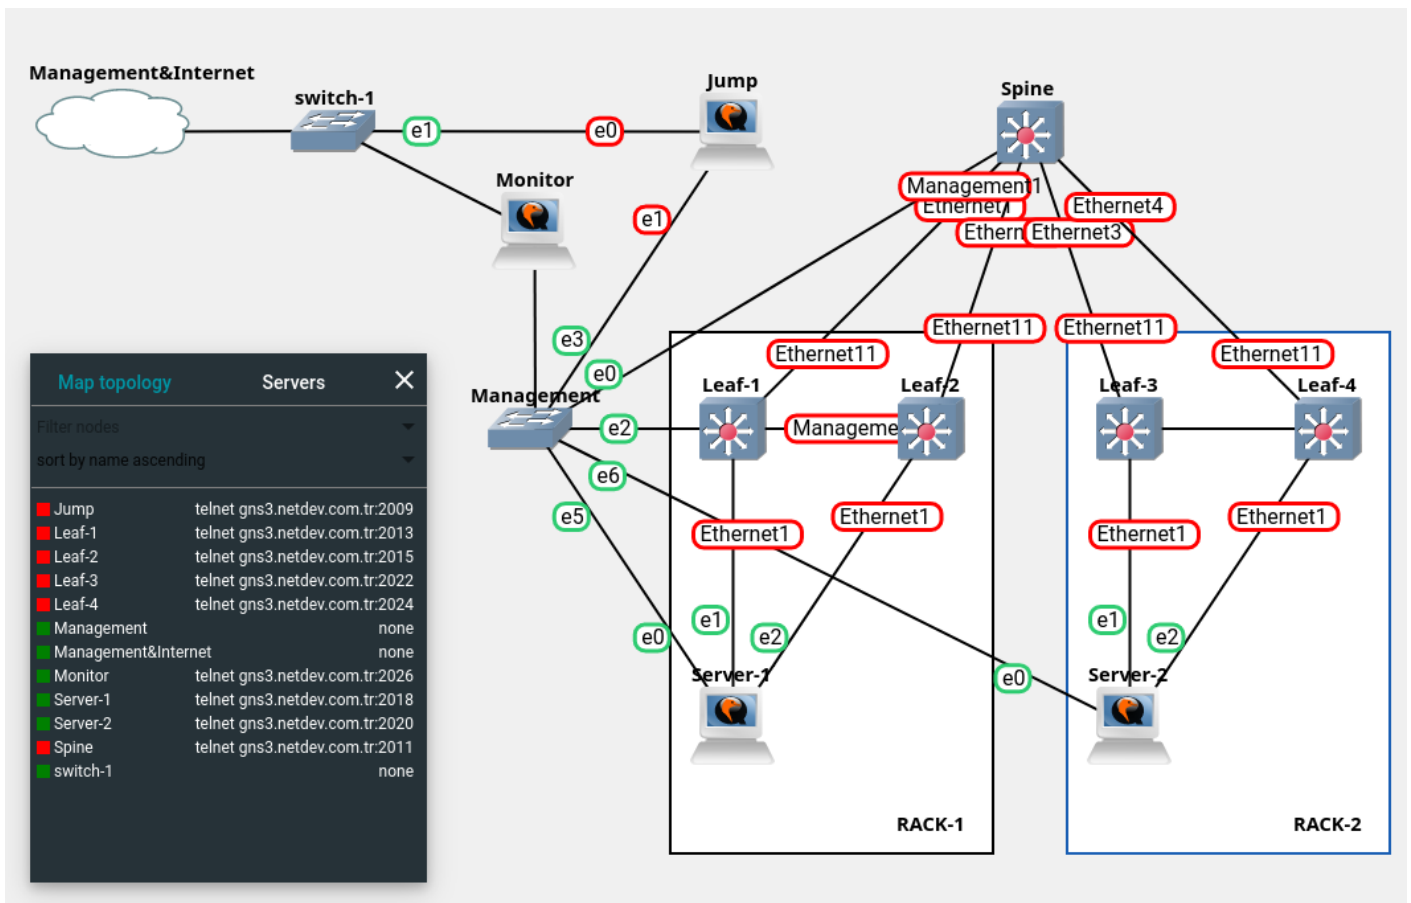 Management&Internet
switch-1
Jump
Spine
e1
e0
Monitor
Management1
Ethernet1
Ethernet4
Ethern
Ethernet3
e1
Ethernet11
Ethernet11
e3
Ethernet11
Ethernet11
e0
Management
Leaf-1
Leaf-2
Leaf-3
Leaf-4
e2
Manageme
e6
e5
Ethernet1
Ethernet1
Ethernet1
Ethernet1
e1
e2
e0
e1
e2
Server-1
e0
Server-2
RACK-1
RACK-2
Map topology Servers
Filter nodes
sort by name ascending
Jump telnet gns3.netdev.com.tr:2009
Leaf-1 telnet gns3.netdev.com.tr:2013
Leaf-2 telnet gns3.netdev.com.tr:2015
Leaf-3 telnet gns3.netdev.com.tr:2022
Leaf-4 telnet gns3.netdev.com.tr:2024
Management none
Management&Internet none
Monitor telnet gns3.netdev.com.tr:2026
Server-1 telnet gns3.netdev.com.tr:2018
Server-2 telnet gns3.netdev.com.tr:2020
Spine telnet gns3.netdev.com.tr:2011
switch-1 none